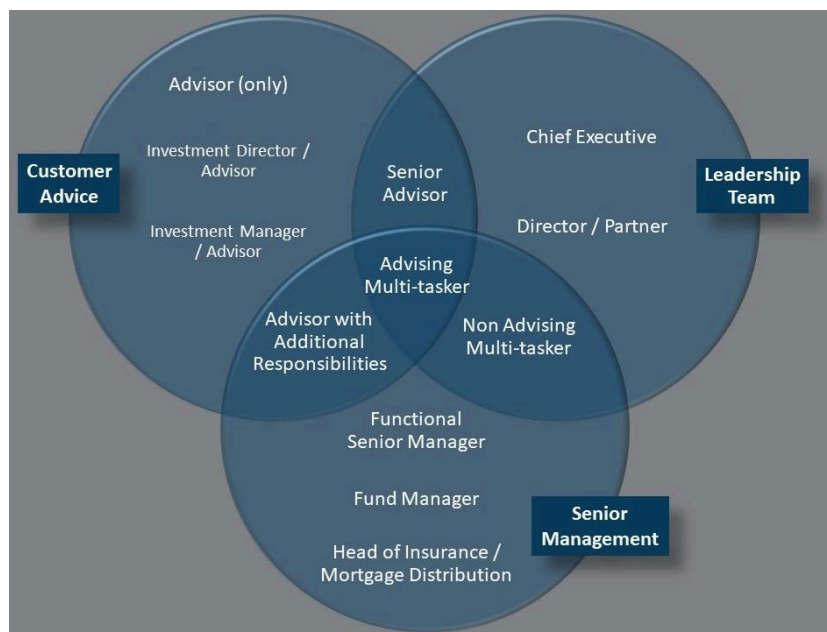 Advisor (only)
Investment Director /
Advisor
Investment Manager
/ Advisor
Customer
Advice
Senior
Advisor
Chief Executive
Director / Partner
Leadership
Team
Advising
Multi-tasker
Advisor with
Additional
Responsibilities
Non Advising
Multi-tasker
Functional
Senior Manager
Fund Manager
Head of Insurance /
Mortgage Distribution
Senior
Management